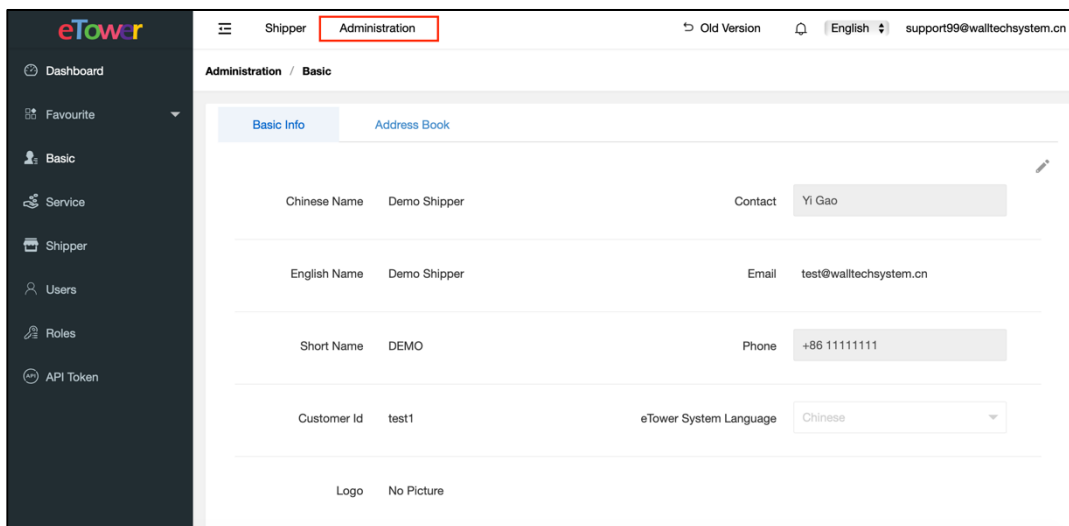 eTower
Shipper Administration Old Version English support99@walltechsystem.cn
Dashboard
Favourite
Basic
Service
Shipper
Users
Roles
API API Token
Administration / Basic
Basic Info Address Book
Chinese Name Demo Shipper Contact Yi Gao
English Name Demo Shipper Email test@walltechsystem.cn
Short Name DEMO Phone +86 11111111
Customer Id test1 eTower System Language Chinese
Logo No Picture